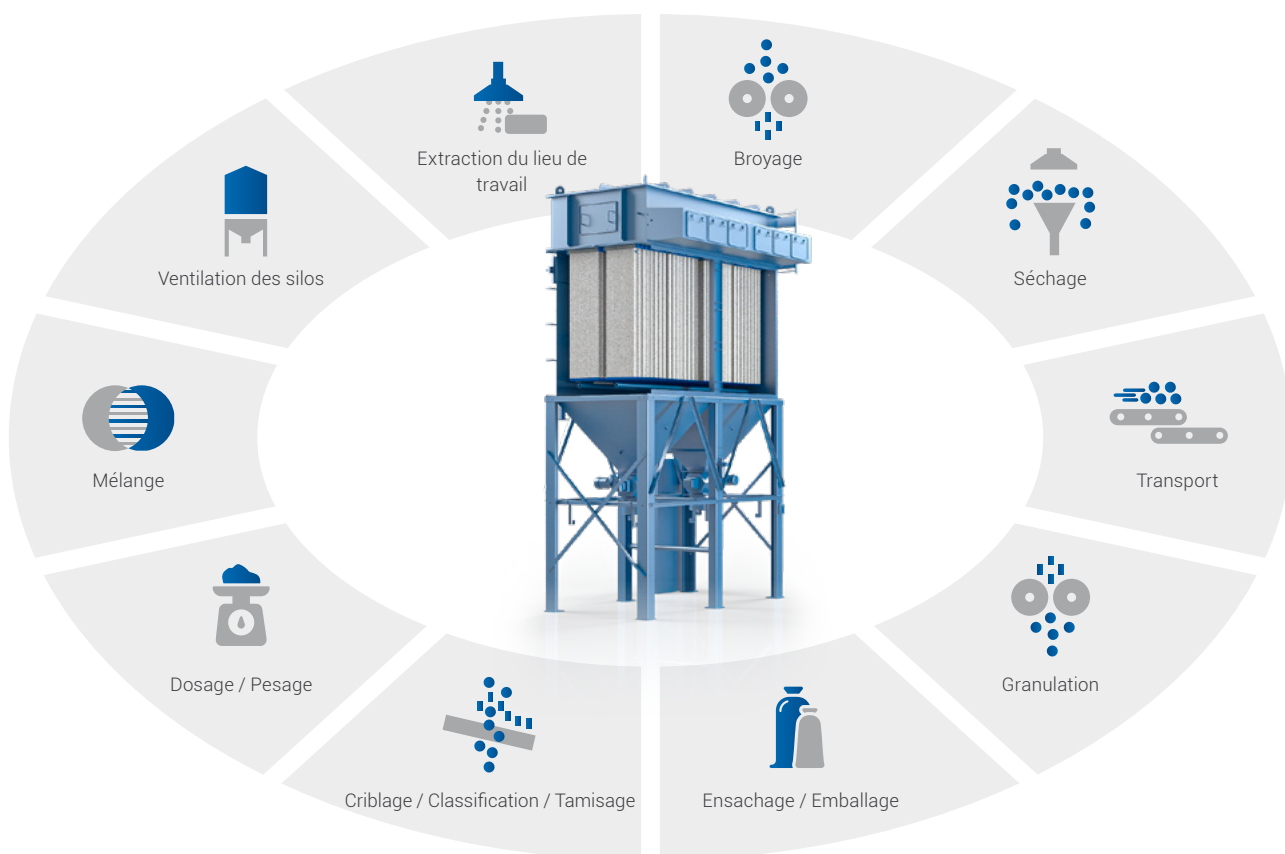 Extraction du lieu de
travail
Broyage
Séchage
Transport
Granulation
Ensachage / Emballage
Criblage / Classification / Tamisage
Dosage / Pesage
Mélange
Ventilation des silos